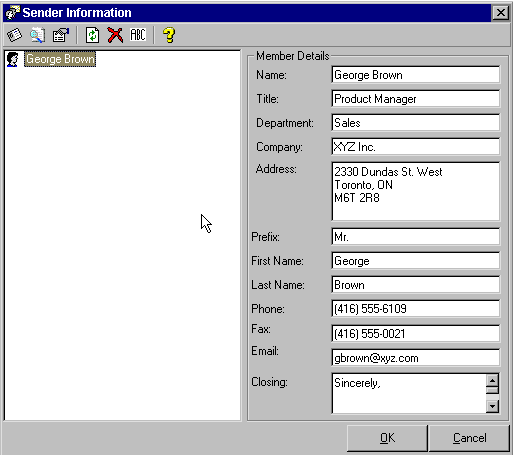 Sender Information
ABC
?
George Brown
Member Details
Name: George Brown
Title: Product Manager
Department: Sales
Company: XYZ Inc.
Address: 2330 Dundas St. West
Toronto, ON
M6T 2R8
Prefix: Mr.
First Name: George
Last Name: Brown
Phone: (416) 555-6109
Fax: (416) 555-0021
Email: gbrown@xyz.com
Closing: Sincerely,
OK Cancel